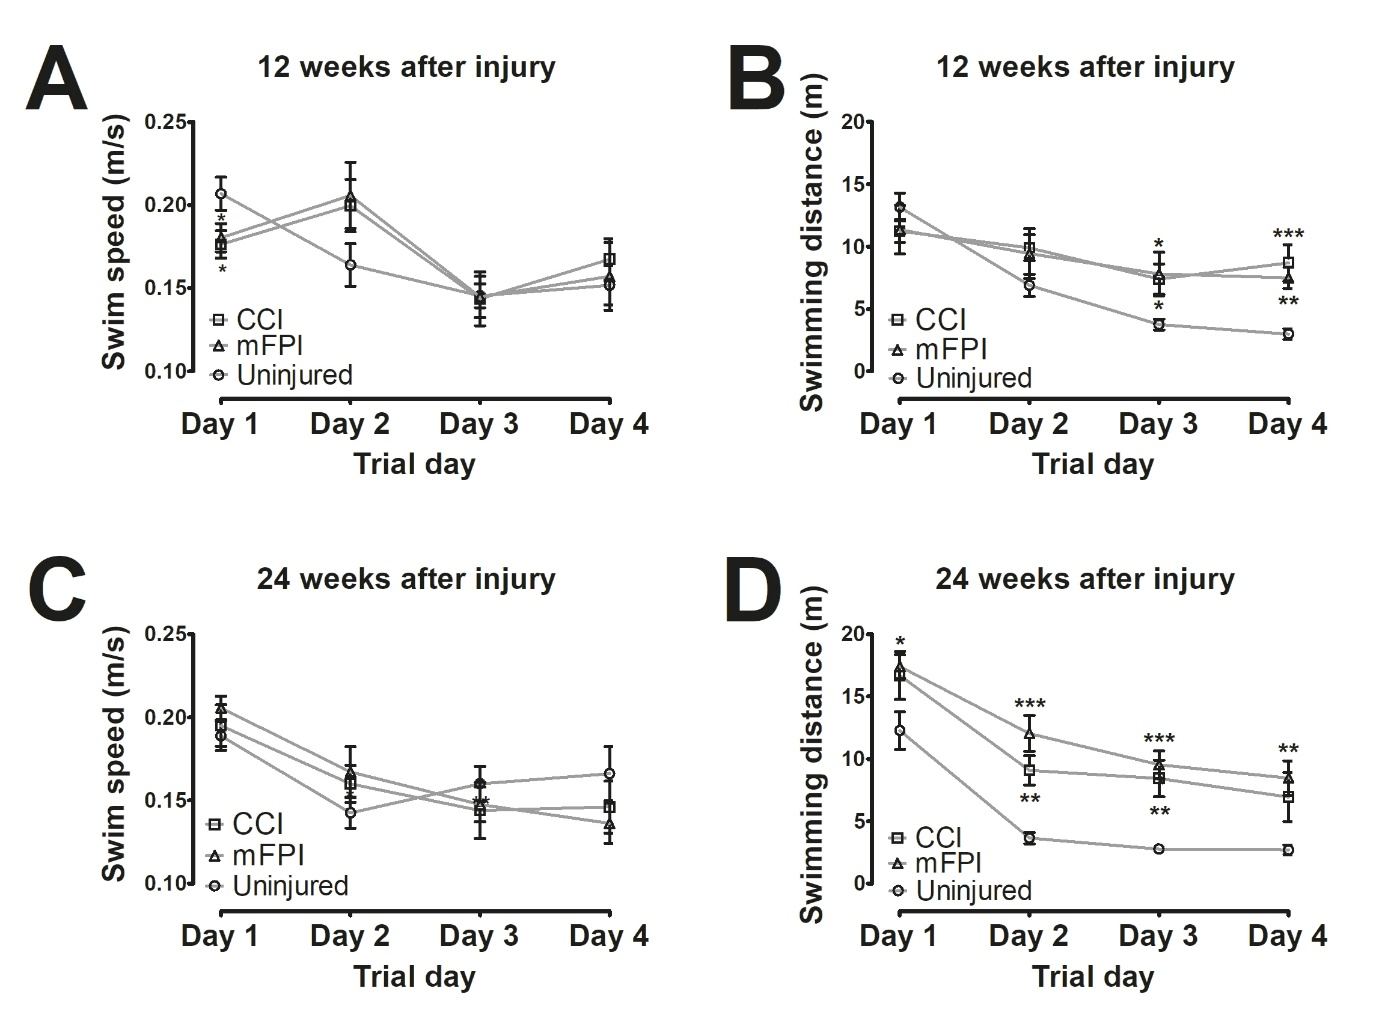 A
12 weeks after injury
Swim speed (m/s)
0.25
0.20
0.15
0.10
*
*
CCI
mFPI
Uninjured
Day 1 Day 2 Day 3 Day 4
Trial day
B
12 weeks after injury
Swimming distance (m)
20
15
10
5
0
*
***
*
**
CCI
mFPI
Uninjured
Day 1 Day 2 Day 3 Day 4
Trial day
C
24 weeks after injury
Swim speed (m/s)
0.25
0.20
0.15
0.10
**
CCI
mFPI
Uninjured
Day 1 Day 2 Day 3 Day 4
Trial day
D
24 weeks after injury
Swimming distance (m)
20
15
10
5
0
*
***
***
**
**
**
CCI
mFPI
Uninjured
Day 1 Day 2 Day 3 Day 4
Trial day